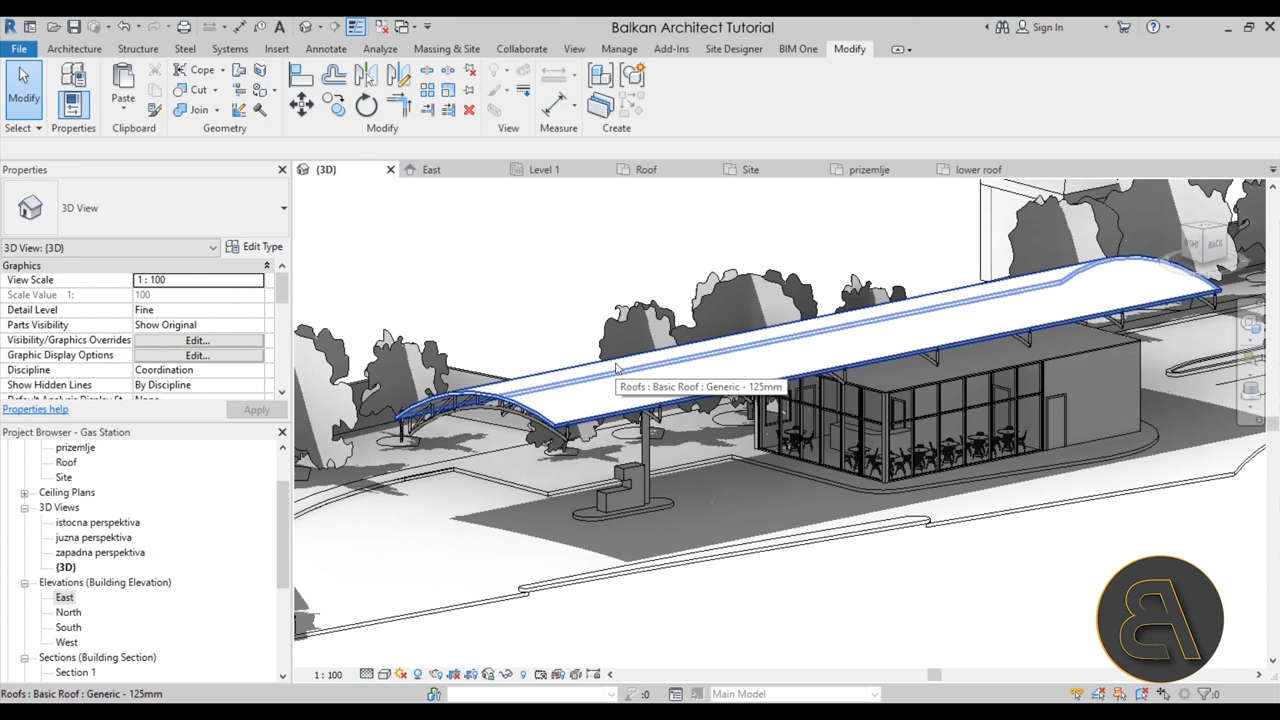 Balkan Architect Tutorial
Sign In
File Architecture Structure Steel Systems Insert Annotate Analyze Massing & Site Collaborate View Manage Add-Ins Site Designer BIM One Modify
Modify
Paste
Cope
Cut
Join
Select Properties Clipboard Geometry Modify View Measure Create
Properties
{3D} East Level 1 Roof Site prizemlje lower roof
3D View
3D View: {3D} Edit Type
Graphics
View Scale 1 : 100
Scale Value 1: 100
Detail Level Fine
Parts Visibility Show Original
Visibility/Graphics Overrides Edit...
Graphic Display Options Edit...
Discipline Coordination
Show Hidden Lines By Discipline
Properties help Apply
Project Browser - Gas Station
prizemlje
Roof
Site
Ceiling Plans
3D Views
istocna perspektiva
juzna perspektiva
zapadna perspektiva
{3D}
Elevations (Building Elevation)
East
North
South
West
Sections (Building Section)
Section 1
BACK
Roofs : Basic Roof : Generic - 125mm
1 : 100
Roofs : Basic Roof : Generic - 125mm
:0
Main Model
:0